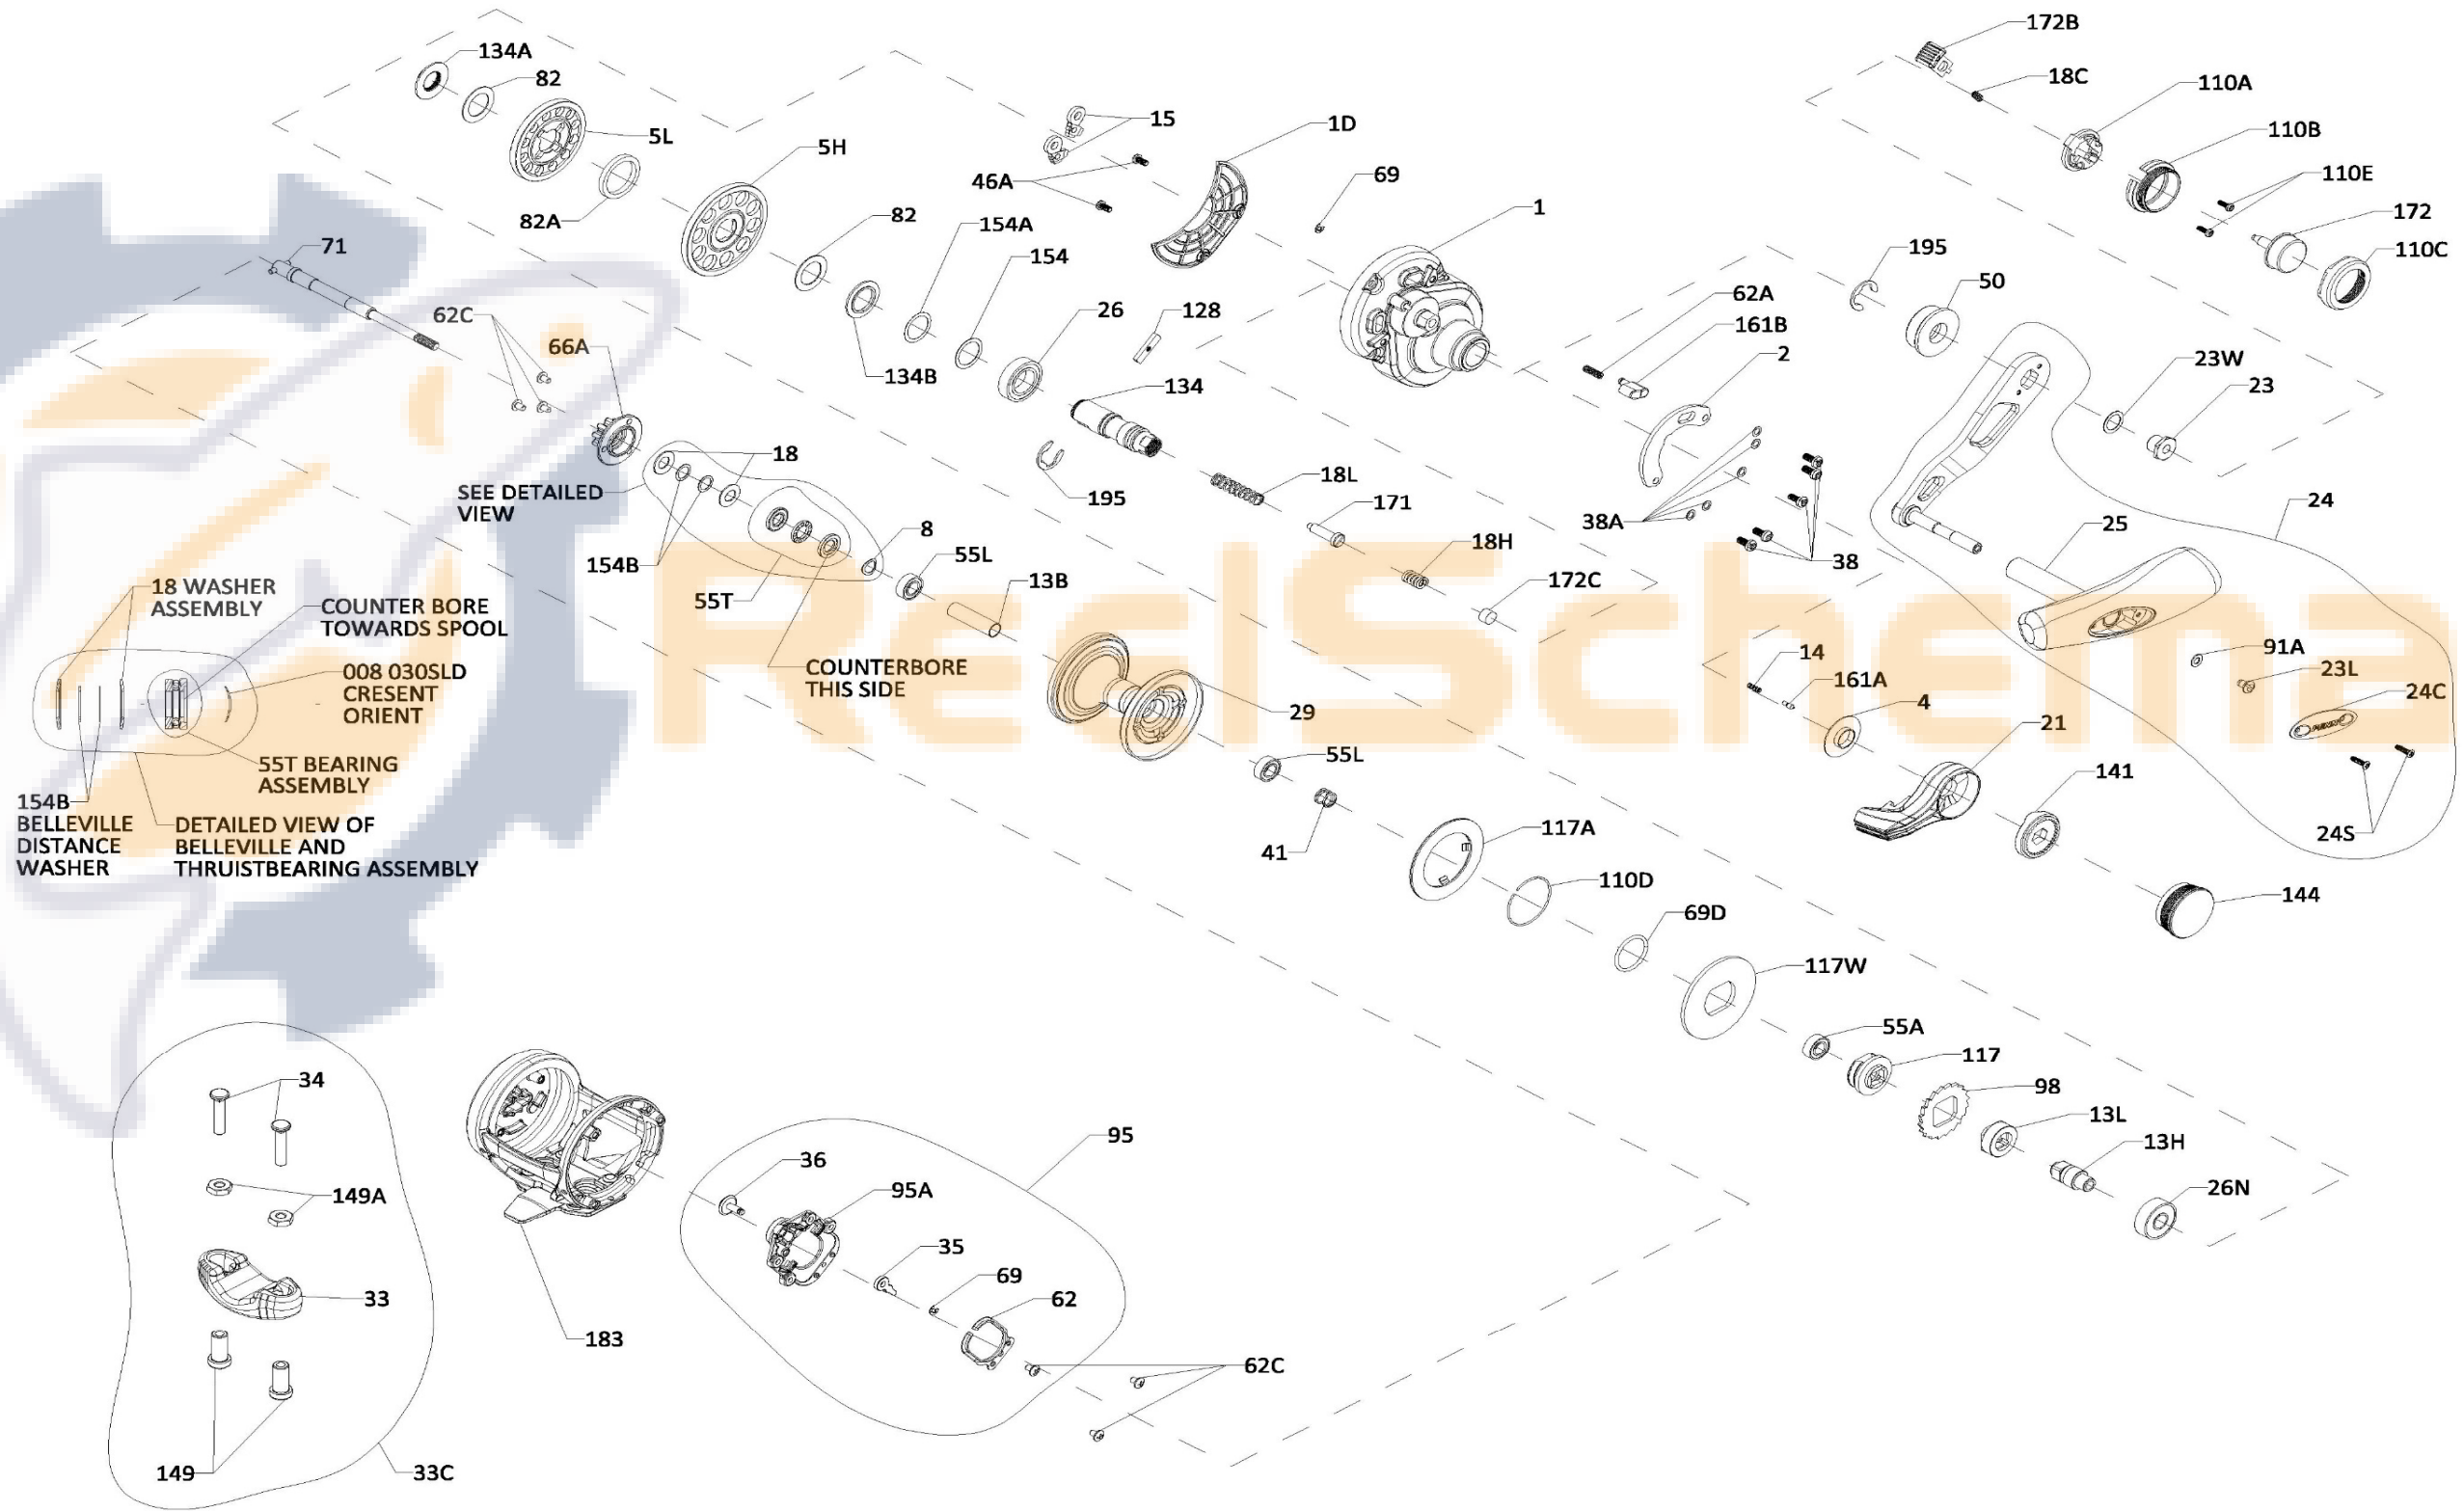 134A
82
5L
82A
5H
15
46A
1D
69
1
172B
18C
110A
110B
110E
172
110C
195
50
71
62C
66A
82
154A
154
26
128
134B
134
195
62A
161B
2
23W
23
18
SEE DETAILED
VIEW
154B
55T
8
55L
13B
18L
171
18H
172C
38A
38
24
25
ReelSchema
18 WASHER
ASSEMBLY
COUNTER BORE
TOWARDS SPOOL
008 030SLD
CRESENT
ORIENT
55T BEARING
ASSEMBLY
154B
BELLEVILLE
DISTANCE
WASHER
DETAILED VIEW OF
BELLEVILLE AND
THRUISTBEARING ASSEMBLY
COUNTERBORE
THIS SIDE
29
55L
41
14
161A
4
21
141
144
91A
23L
24C
PENN
24S
117A
110D
69D
117W
55A
117
98
13L
13H
26N
34
149A
33
149
33C
183
95
36
95A
35
69
62
62C